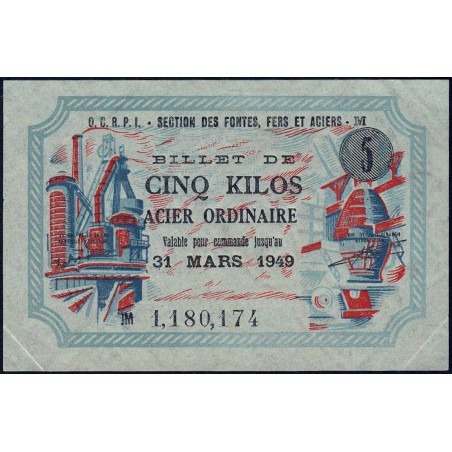 O.C.R.P.I. - SECTION DES FONTES, FERS ET ACIERS - M
BILLET DE
5
CINQ KILOS
ACIER ORDINAIRE
Valable pour commande jusqu'au
31 MARS 1949
JM 1,180,174